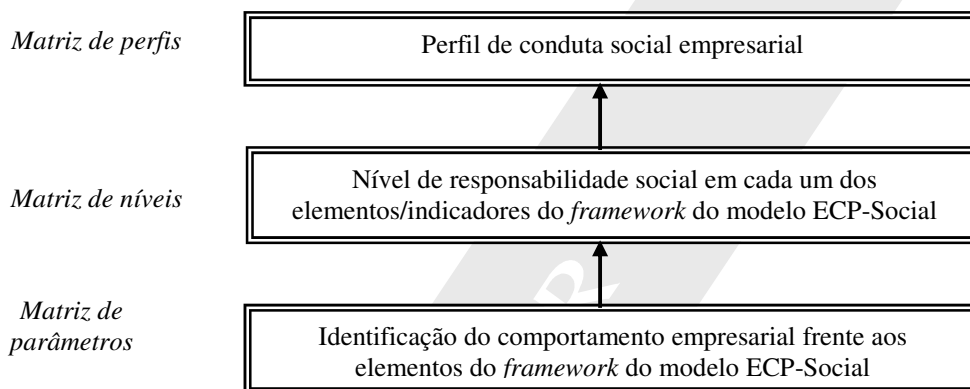 Matriz de perfis
Perfil de conduta social empresarial
Matriz de níveis
Nível de responsabilidade social em cada um dos
elementos/indicadores do framework do modelo ECP-Social
Matriz de
parâmetros
Identificação do comportamento empresarial frente aos
elementos do framework do modelo ECP-Social
R